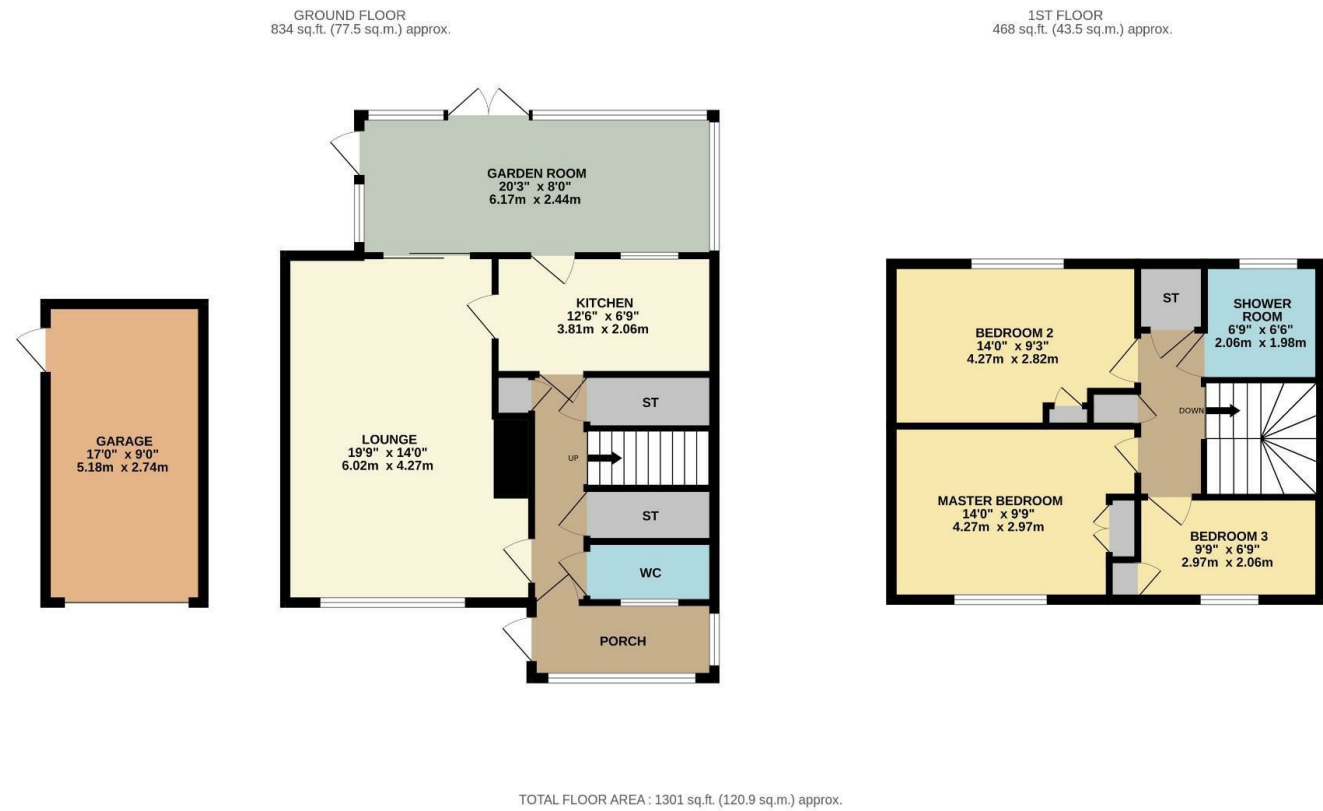 GROUND FLOOR
834 sq.ft. (77.5 sq.m.) approx.
1ST FLOOR
468 sq.ft. (43.5 sq.m.) approx.
GARDEN ROOM
20'3" x 8'0"
6.17m x 2.44m
KITCHEN
12'6" x 6'9"
3.81m x 2.06m
LOUNGE
19'9" x 14'0"
6.02m x 4.27m
GARAGE
17'0" x 9'0"
5.18m x 2.74m
ST
UP
ST
WC
PORCH
BEDROOM 2
14'0" x 9'3"
4.27m x 2.82m
ST
SHOWER
ROOM
6'9" x 6'6"
2.06m x 1.98m
DOWN
MASTER BEDROOM
14'0" x 9'9"
4.27m x 2.97m
BEDROOM 3
9'9" x 6'9"
2.97m x 2.06m
TOTAL FLOOR AREA : 1301 sq.ft. (120.9 sq.m.) approx.